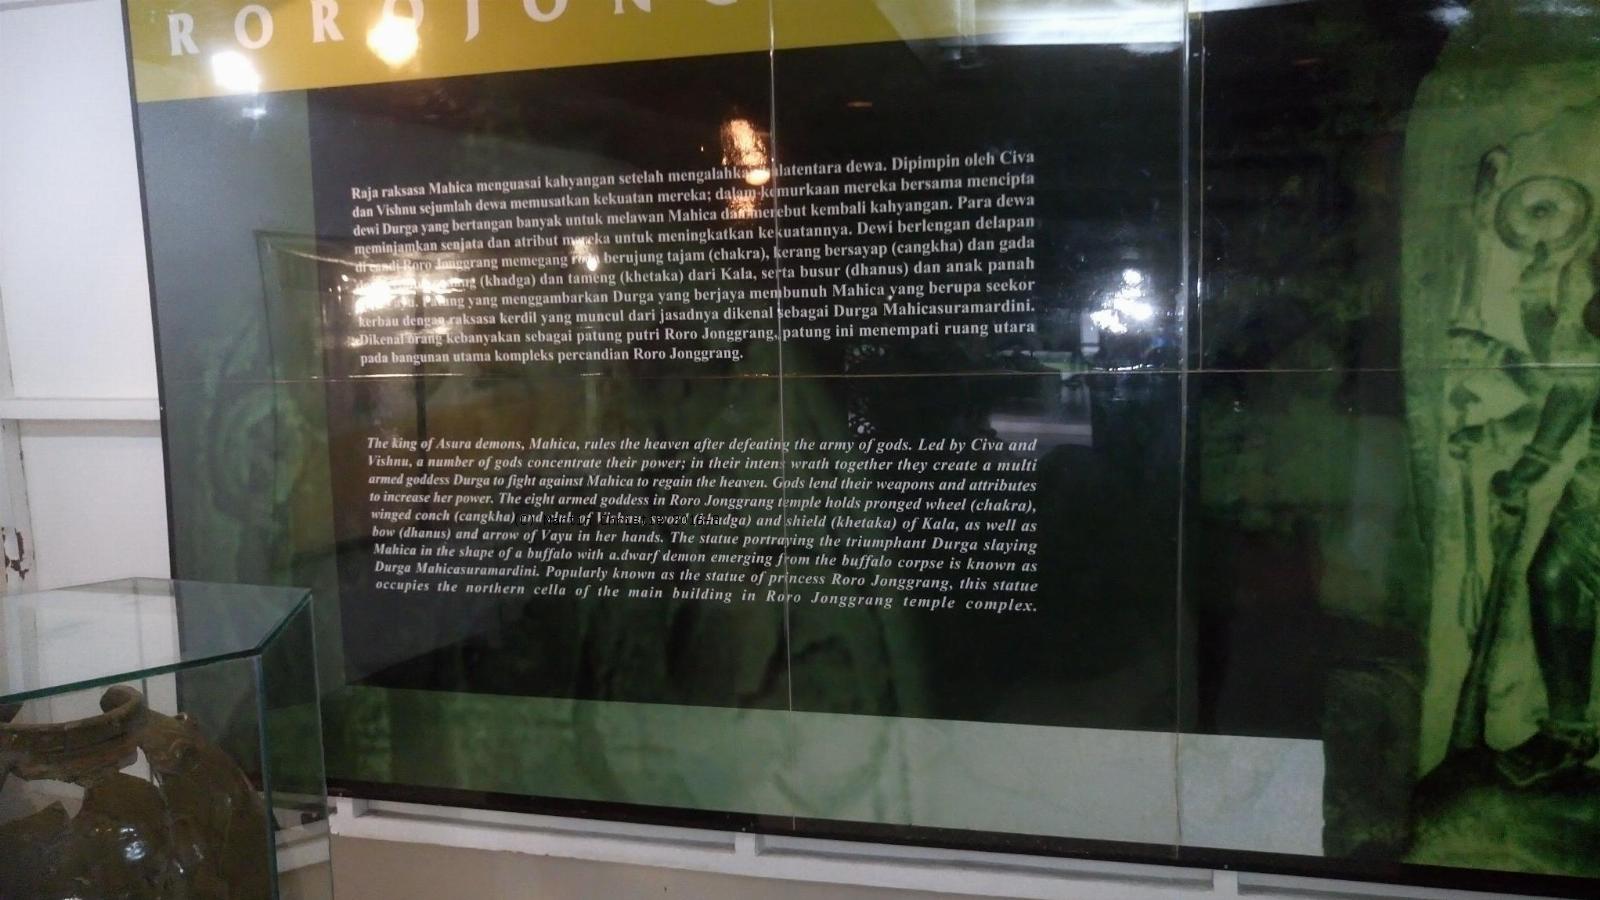 ROROJONG
Raja raksasa Mahica menguasai kahyangan setelah mengalahka latentara dewa. Dipimpin oleh Civa
dan Vishnu sejumlah dewa memusatkan kekuatan mereka; dalam kemurkaan mereka bersama mencipta
dewi Durga yang bertangan banyak untuk melawan Mahica dan merebut kembali kahyangan. Para dewa
meminjamkan senjata dan atribut mereka untuk meningkatkan kekuatannya. Dewi berlengan delapan
di candi Roro Jonggrang memegang roda berujung tajam (chakra), kerang bersayap (cangkha) dan gada
(khadga) dan tameng (khetaka) dari Kala, serta busur (dhanus) dan anak panah
yang menggambarkan Durga yang berjaya membunuh Mahica yang berupa seekor
kerbau dengan raksasa kerdil yang muncul dari jasadnya dikenal sebagai Durga Mahicasuramardini.
Dikenal orang kebanyakan sebagai patung putri Roro Jonggrang, patung ini menempati ruang utara
pada bangunan utama kompleks percandian Roro Jonggrang.
The king of Asura demons, Mahica, rules the heaven after defeating the army of gods. Led by Civa and
Vishnu, a number of gods concentrate their power; in their intens wrath together they create a multi
armed goddess Durga to fight against Mahica to regain the heaven. Gods lend their weapons and attributes
to increase her power. The eight armed goddess in Roro Jonggrang temple holds pronged wheel (chakra),
winged conch (cangkha) and of Vishnu, sword (khadga) and shield (khetaka) of Kala, as well as
bow (dhanus) and arrow of Vayu in her hands. The statue portraying the triumphant Durga slaying
Mahica in the shape of a buffalo with a.dwarf demon emerging from the buffalo corpse is known as
Durga Mahicasuramardini. Popularly known as the statue of princess Roro Jonggrang, this statue
occupies the northern cella of the main building in Roro Jonggrang temple complex.